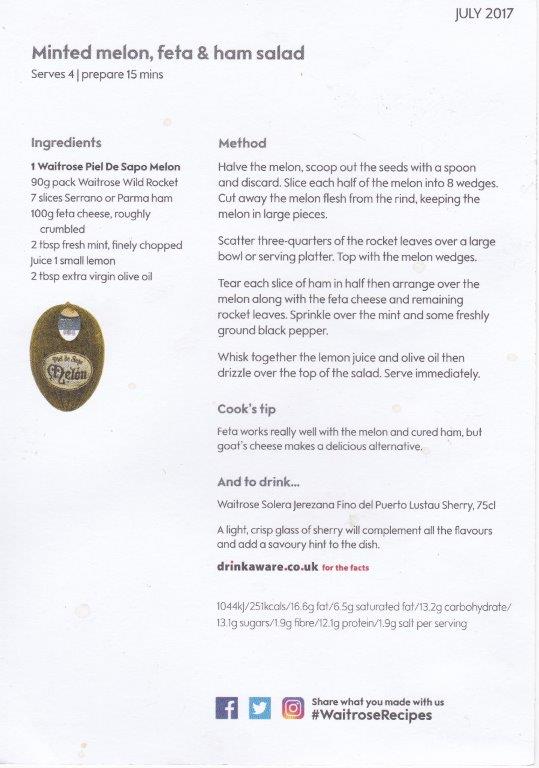 JULY 2017
Minted melon, feta & ham salad
Serves 4 | prepare 15 mins
Ingredients
1 Waitrose Piel De Sapo Melon
90g pack Waitrose Wild Rocket
7 slices Serrano or Parma ham
100g feta cheese, roughly
crumbled
2 tbsp fresh mint, finely chopped
Juice 1 small lemon
2 tbsp extra virgin olive oil
Piel de Sapo
Melón
Method
Halve the melon, scoop out the seeds with a spoon
and discard. Slice each half of the melon into 8 wedges.
Cut away the melon flesh from the rind, keeping the
melon in large pieces.
Scatter three-quarters of the rocket leaves over a large
bowl or serving platter. Top with the melon wedges.
Tear each slice of ham in half then arrange over the
melon along with the feta cheese and remaining
rocket leaves. Sprinkle over the mint and some freshly
ground black pepper.
Whisk together the lemon juice and olive oil then
drizzle over the top of the salad. Serve immediately.
Cook's tip
Feta works really well with the melon and cured ham, but
goat's cheese makes a delicious alternative.
And to drink...
Waitrose Solera Jerezana Fino del Puerto Lustau Sherry, 75cl
A light, crisp glass of sherry will complement all the flavours
and add a savoury hint to the dish.
drinkaware.co.uk for the facts
1044kJ/251kcals/16.6g fat/6.5g saturated fat/13.2g carbohydrate/
13.1g sugars/1.9g fibre/12.1g protein/1.9g salt per serving
Share what you made with us
#WaitroseRecipes